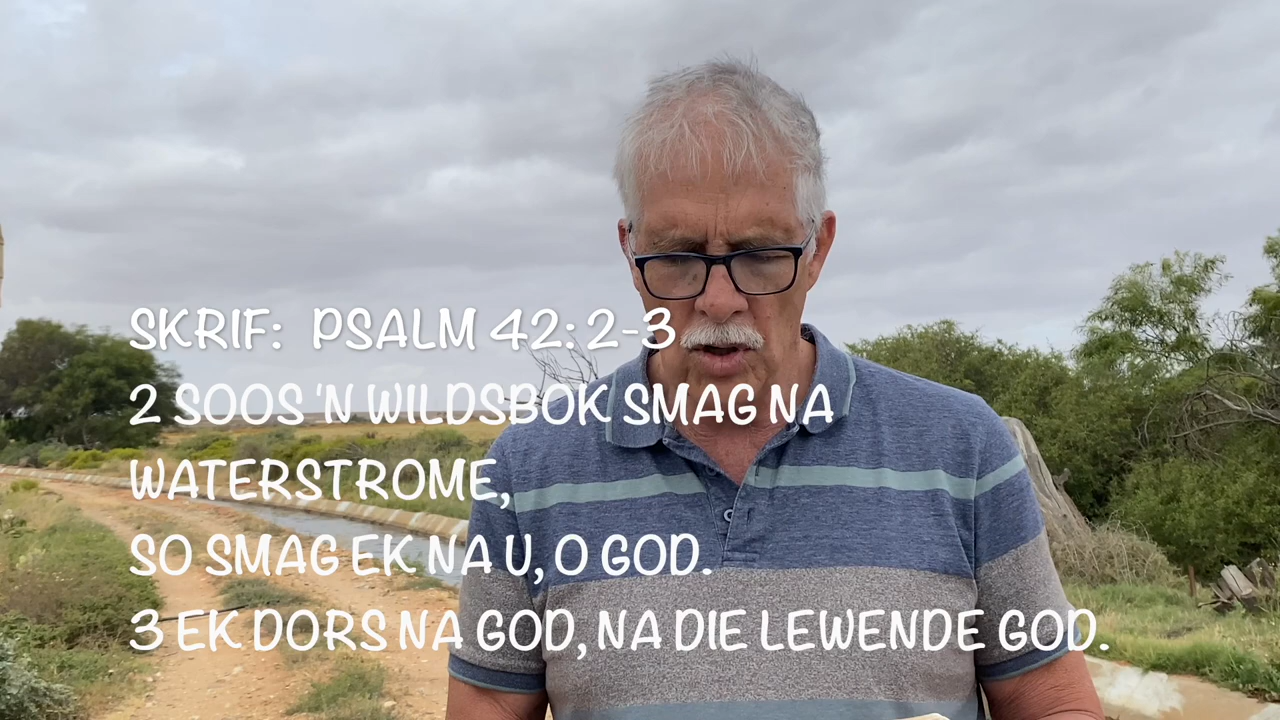 SKRIF: PSALM 42: 2-3
2 SOOS 'N WILDSBOK SMAG NA
WATERSTROME,
SO SMAG EK NA U, O GOD.
3 EK DORS NA GOD, NA DIE LEWENDE GOD.